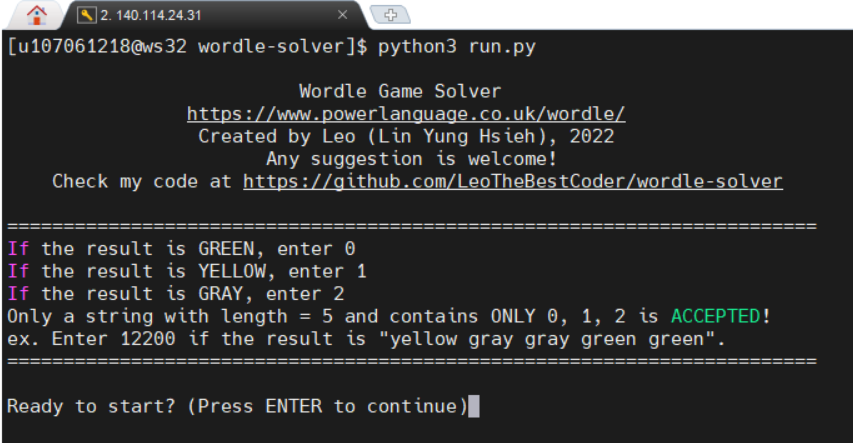 2. 140.114.24.31
[u107061218@ws32 wordle-solver]$ python3 run.py
Wordle Game Solver
https://www.powerlanguage.co.uk/wordle/
Created by Leo (Lin Yung Hsieh), 2022
Any suggestion is welcome!
Check my code at https://github.com/LeoTheBestCoder/wordle-solver
========================================================================
If the result is GREEN, enter 0
If the result is YELLOW, enter 1
If the result is GRAY, enter 2
Only a string with length = 5 and contains ONLY 0, 1, 2 is ACCEPTED!
ex. Enter 12200 if the result is "yellow gray gray green green".
========================================================================
Ready to start? (Press ENTER to continue)